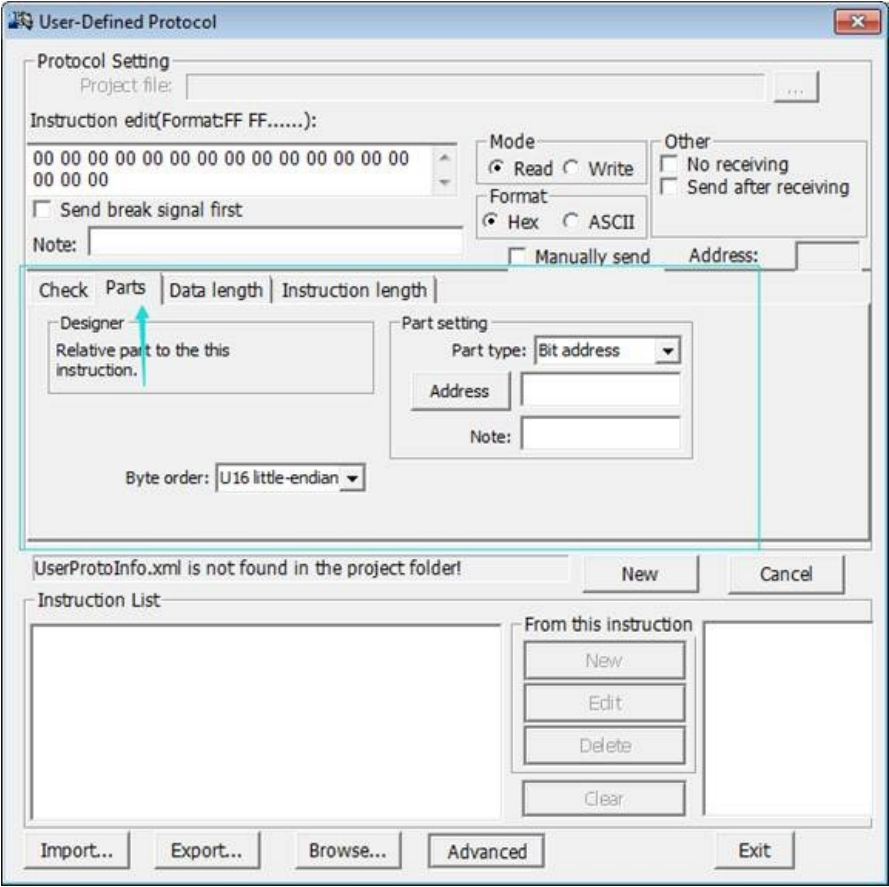 User-Defined Protocol
Protocol Setting
Project file:
...
Instruction edit(Format:FF FF......):
00 00 00 00 00 00 00 00 00 00 00 00 00 00
00 00 00
Send break signal first
Note:
Mode
Read Write
Format
Hex ASCII
Other
No receiving
Send after receiving
Manually send Address:
Check Parts Data length Instruction length
Designer
Relative part to the this
instruction.
Part setting
Part type: Bit address
Address
Note:
Byte order: U16 little-endian
UserProtoInfo.xml is not found in the project folder!
New Cancel
Instruction List
From this instruction
New
Edit
Delete
Clear
Import... Export... Browse... Advanced Exit